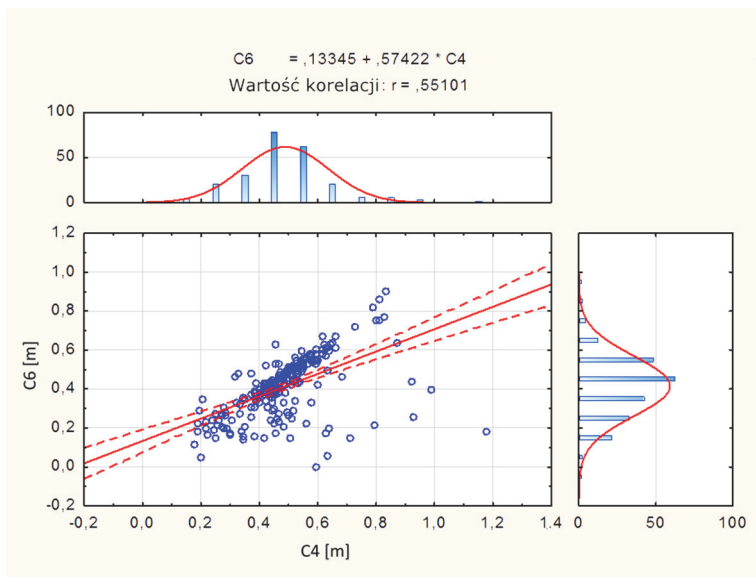 C6 = ,13345 + ,57422 * C4
Wartość korelacji: r = ,55101
100
50
0
1,2
1,0
0,8
0,6
0,4
0,2
0,0
-0,2
C6 [m]
-0,2 0,0 0,2 0,4 0,6 0,8 1,0 1,2 1.4
C4 [m]
0 50 100